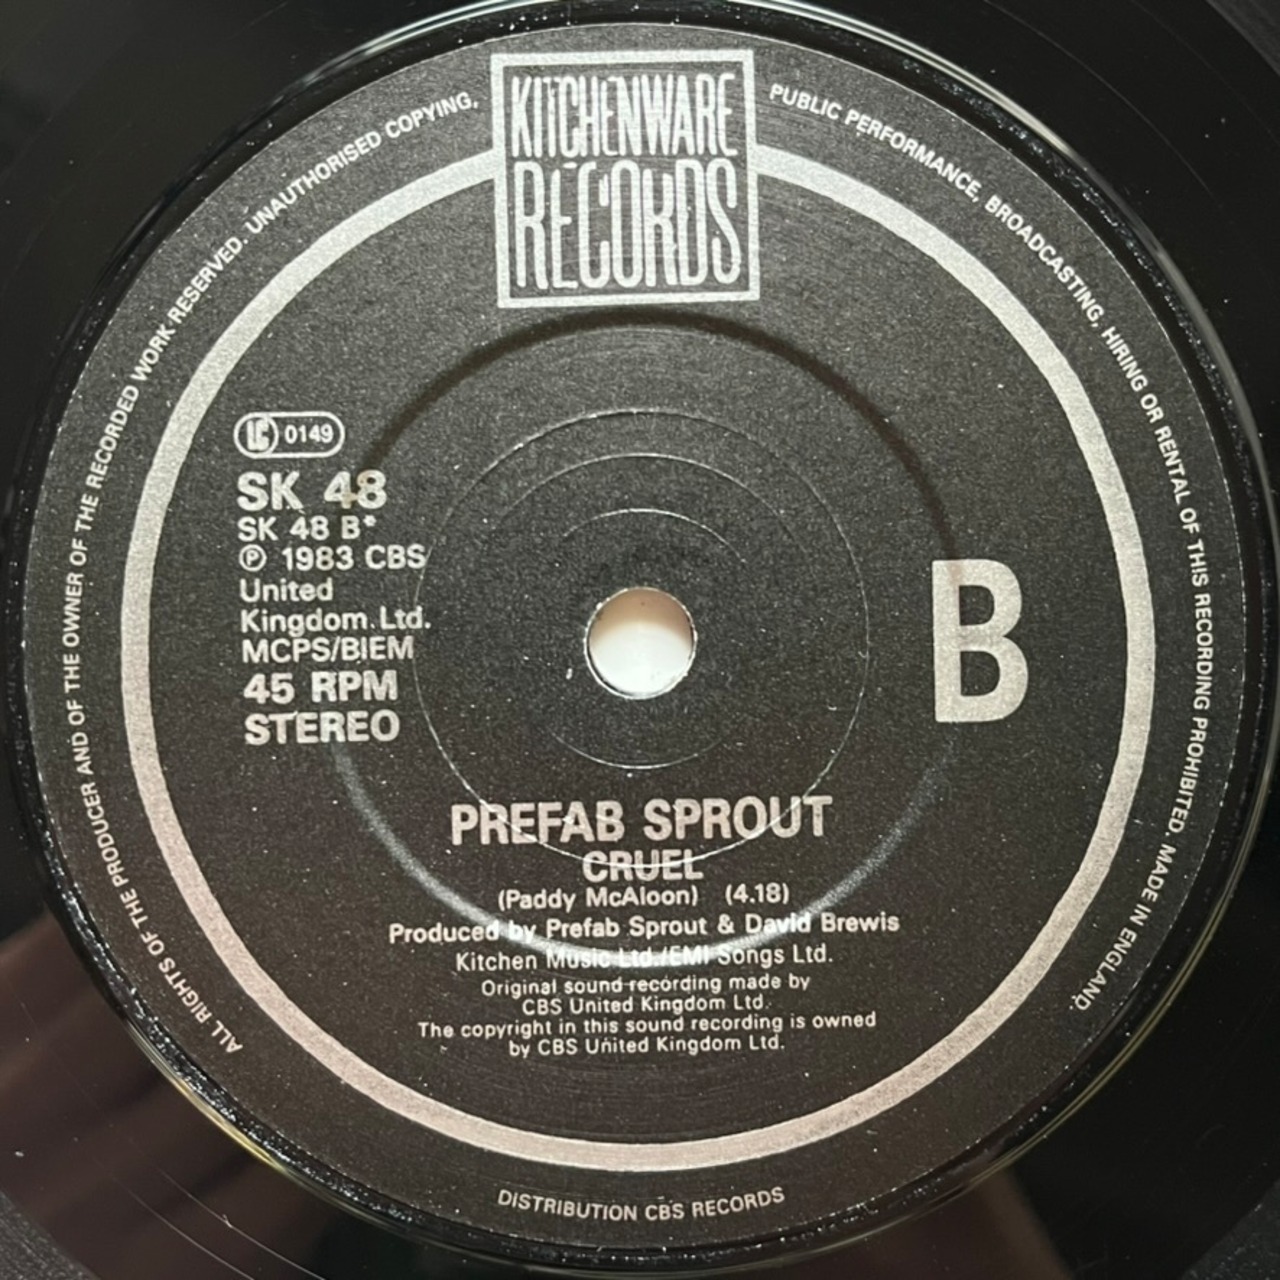 KITCHENWARE
RECORDS
ALL RIGHTS OF THE PRODUCER AND OF THE OWNER OF THE RECORDED WORK RESERVED. UNAUTHORISED COPYING, PUBLIC PERFORMANCE, BROADCASTING, HIRING OR RENTAL OF THIS RECORDING PROHIBITED. MADE IN ENGLAND.
LC 0149
SK 48
SK 48 B*
℗ 1983 CBS
United
Kingdom Ltd.
MCPS/BIEM
45 RPM
STEREO
B
PREFAB SPROUT
CRUEL
(Paddy McAloon) (4.18)
Produced by Prefab Sprout & David Brewis
Kitchen Music Ltd./EMI Songs Ltd.
Original sound recording made by
CBS United Kingdom Ltd.
The copyright in this sound recording is owned
by CBS United Kingdom Ltd.
DISTRIBUTION CBS RECORDS